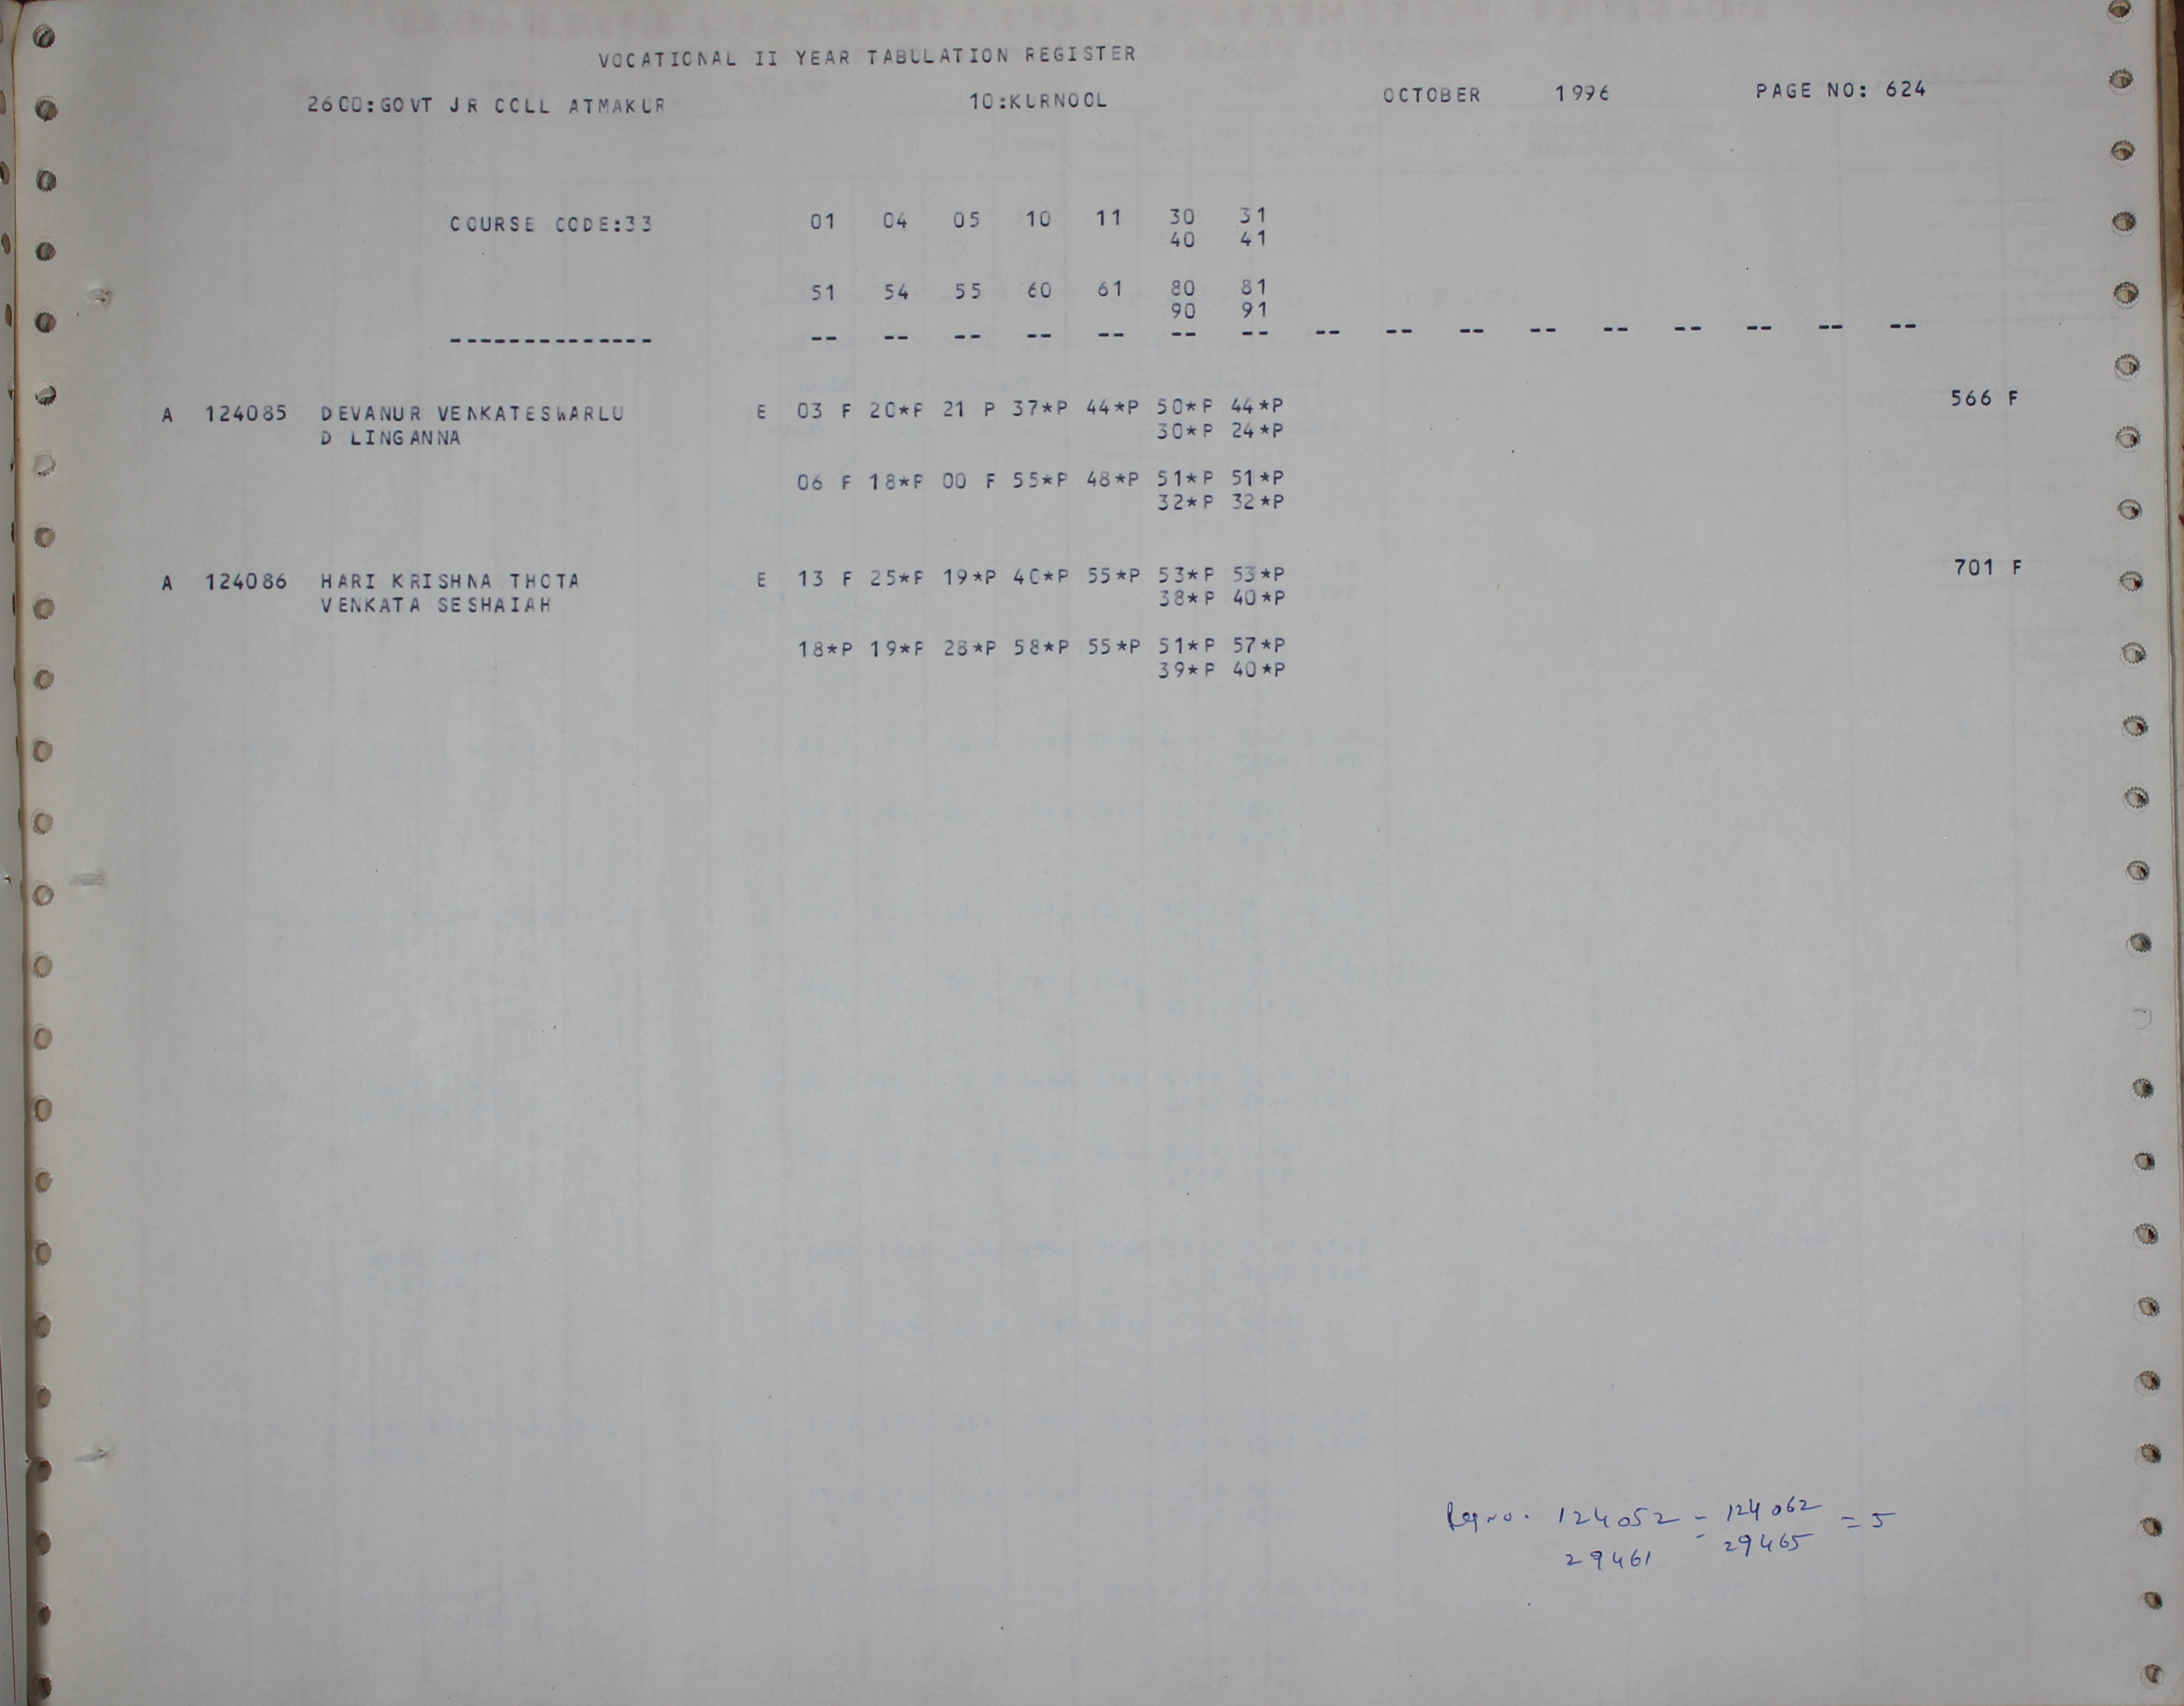 VOCATIONAL II YEAR TABULATION REGISTER
2600:GOVT JR COLL ATMAKUR 10:KURNOOL OCTOBER 1996 PAGE NO: 624
COURSE CODE:33 01 04 05 10 11 30 31
40 41
51 54 55 60 61 80 81
90 91
-------------- -- -- -- -- -- -- -- -- -- -- -- -- -- -- -- --
A 124085 DEVANUR VENKATESWARLU E 03 F 20*P 21 P 37*P 44*P 50*P 44*P 566 F
D LINGANNA 30*P 24*P
06 F 18*P 00 F 55*P 48*P 51*P 51*P
32*P 32*P
A 124086 HARI KRISHNA THOTA E 13 F 25*P 19*P 40*P 55*P 53*P 53*P 701 F
VENKATA SESHAIAH 38*P 40*P
18*P 19*P 28*P 58*P 55*P 51*P 57*P
39*P 40*P
Reg no. 124052 - 124062 = 5
29461 - 29465